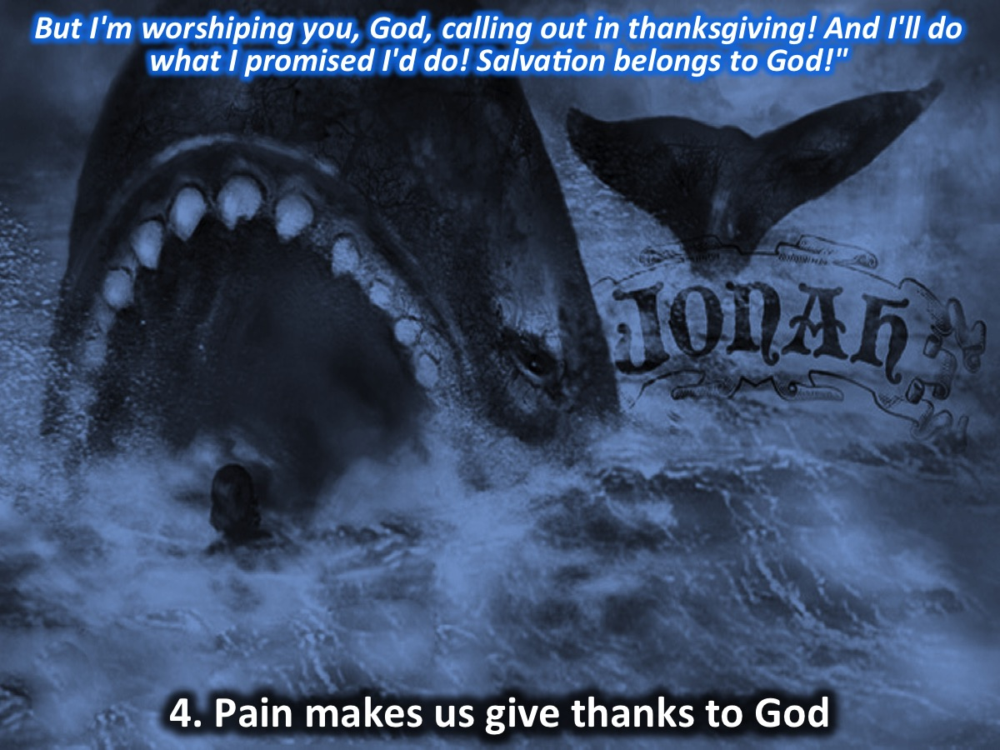 But I'm worshiping you, God, calling out in thanksgiving! And I'll do
what I promised I'd do! Salvation belongs to God!"
JONAH
4. Pain makes us give thanks to God